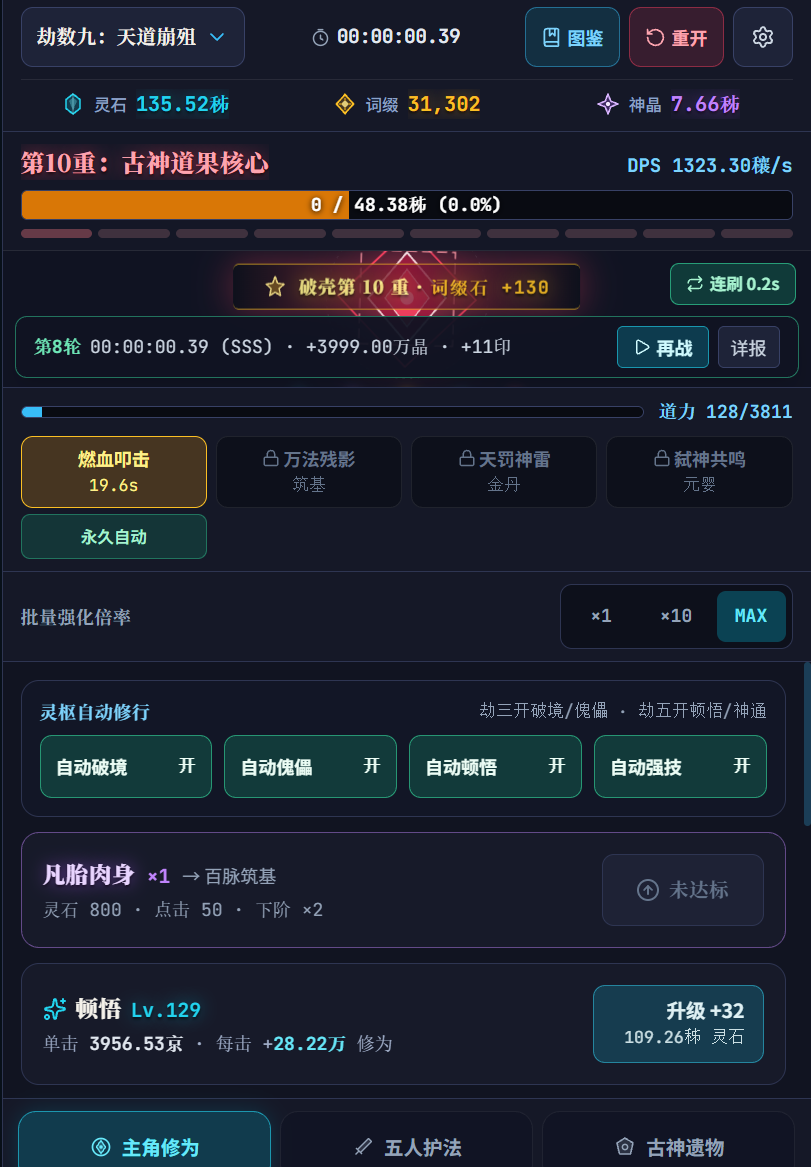 劫数九：天道崩殂
00:00:00.39
图鉴
重开
灵石 135.52秭
词缀 31,302
神晶 7.66秭
第10重：古神道果核心
DPS 1323.30穰/s
0 / 48.38秭 (0.0%)
破壳第 10 重 · 词缀石 +130
连刷 0.2s
第8轮 00:00:00.39 (SSS) · +3999.00万晶 · +11印
再战
详报
道力 128/3811
燃血叩击
19.6s
万法残影
筑基
天罚神雷
金丹
弑神共鸣
元婴
永久自动
批量强化倍率
×1
×10
MAX
灵枢自动修行
劫三开破境/傀儡 · 劫五开顿悟/神通
自动破境 开
自动傀儡 开
自动顿悟 开
自动强技 开
凡胎肉身 ×1 →百脉筑基
灵石 800 · 点击 50 · 下阶 ×2
未达标
顿悟 Lv.129
单击 3956.53京 · 每击 +28.22万 修为
升级 +32
109.26秭 灵石
主角修为
五人护法
古神遗物